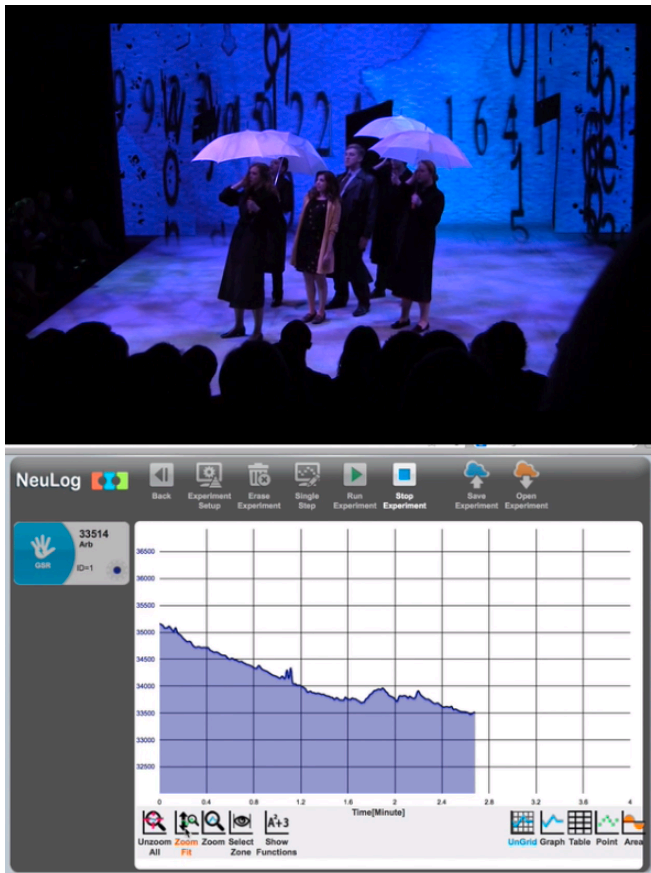 1641
NeuLog
Back
Experiment Setup
Erase Experiment
Single Step
Run Experiment
Stop Experiment
Save Experiment
Open Experiment
33514
Arb
GSR
ID=1
36500
36000
35500
35000
34500
34000
33500
33000
32500
0 0.4 0.8 1.2 1.6 2 2.4 2.8 3.2 3.6 4
Time[Minute]
Unzoom All
Zoom Fit
Zoom
Select Zone
A²+3
Show Functions
UnGrid
Graph
Table
Point
Area